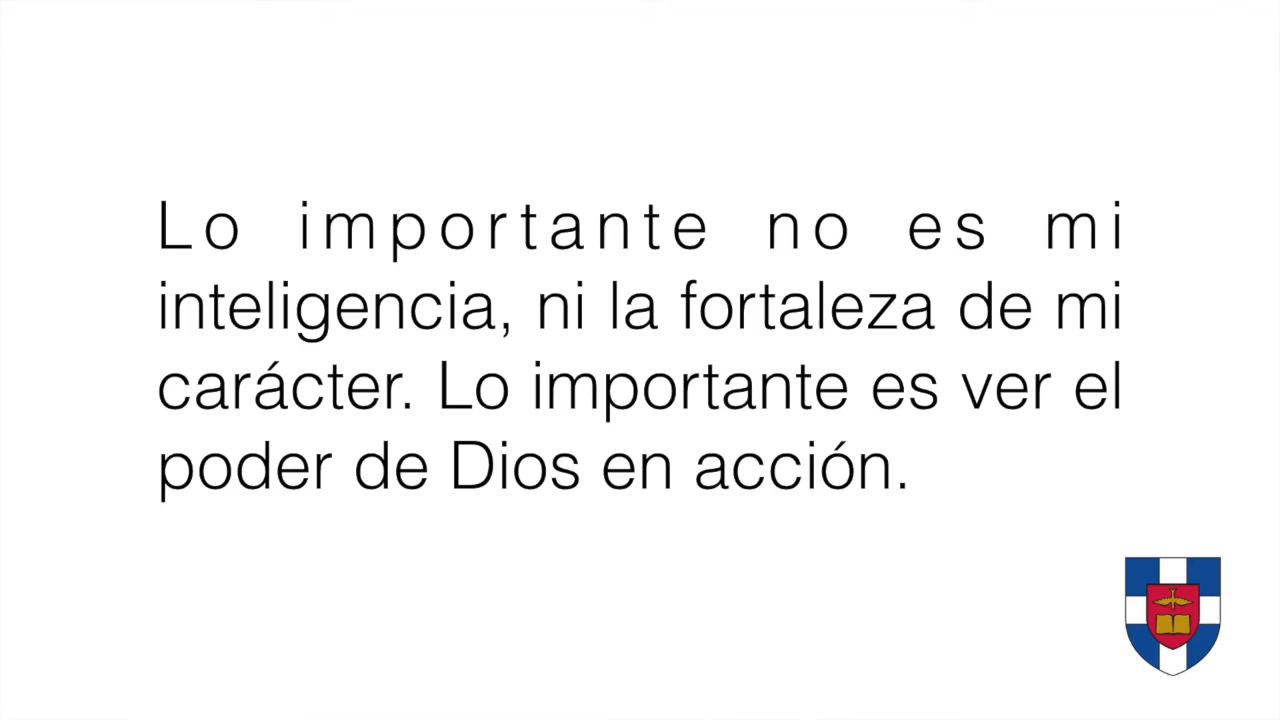 Lo importante no es mi
inteligencia, ni la fortaleza de mi
carácter. Lo importante es ver el
poder de Dios en acción.